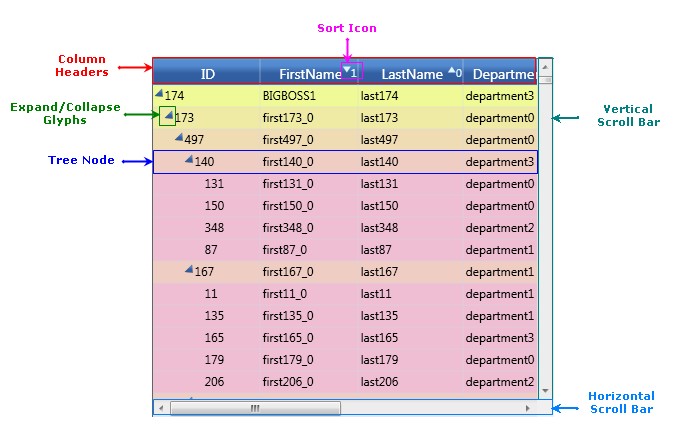 Sort Icon
Column
Headers
ID FirstName 1 LastName 0 Departme
174 BIGBOSS1 last174 department3
Expand/Collapse
Glyphs
173 first173_0 last173 department0
Vertical
Scroll Bar
497 first497_0 last497 department0
Tree Node
140 first140_0 last140 department3
131 first131_0 last131 department0
150 first150_0 last150 department0
348 first348_0 last348 department2
87 first87_0 last87 department1
167 first167_0 last167 department1
11 first11_0 last11 department1
135 first135_0 last135 department1
165 first165_0 last165 department3
179 first179_0 last179 department0
206 first206_0 last206 department2
Horizontal
Scroll Bar